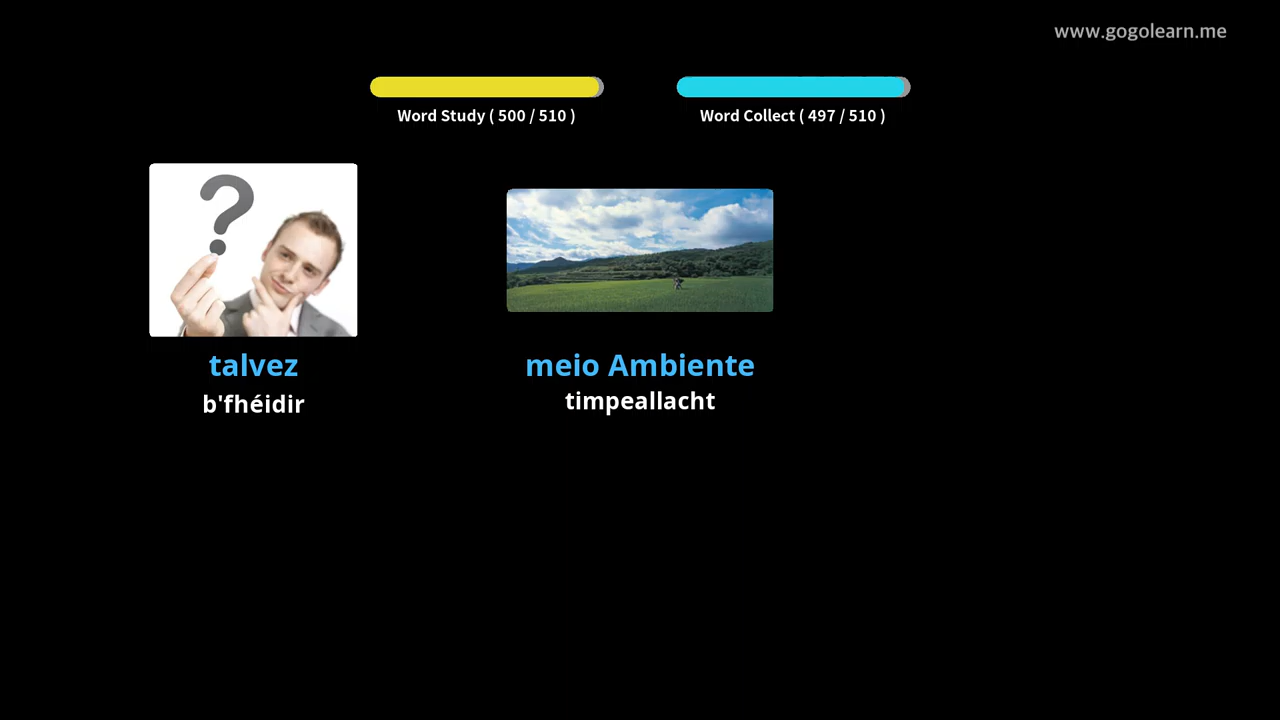 www.gogolearn.me
Word Study ( 500 / 510 )
Word Collect ( 497 / 510 )
talvez
b'fhéidir
meio Ambiente
timpeallacht